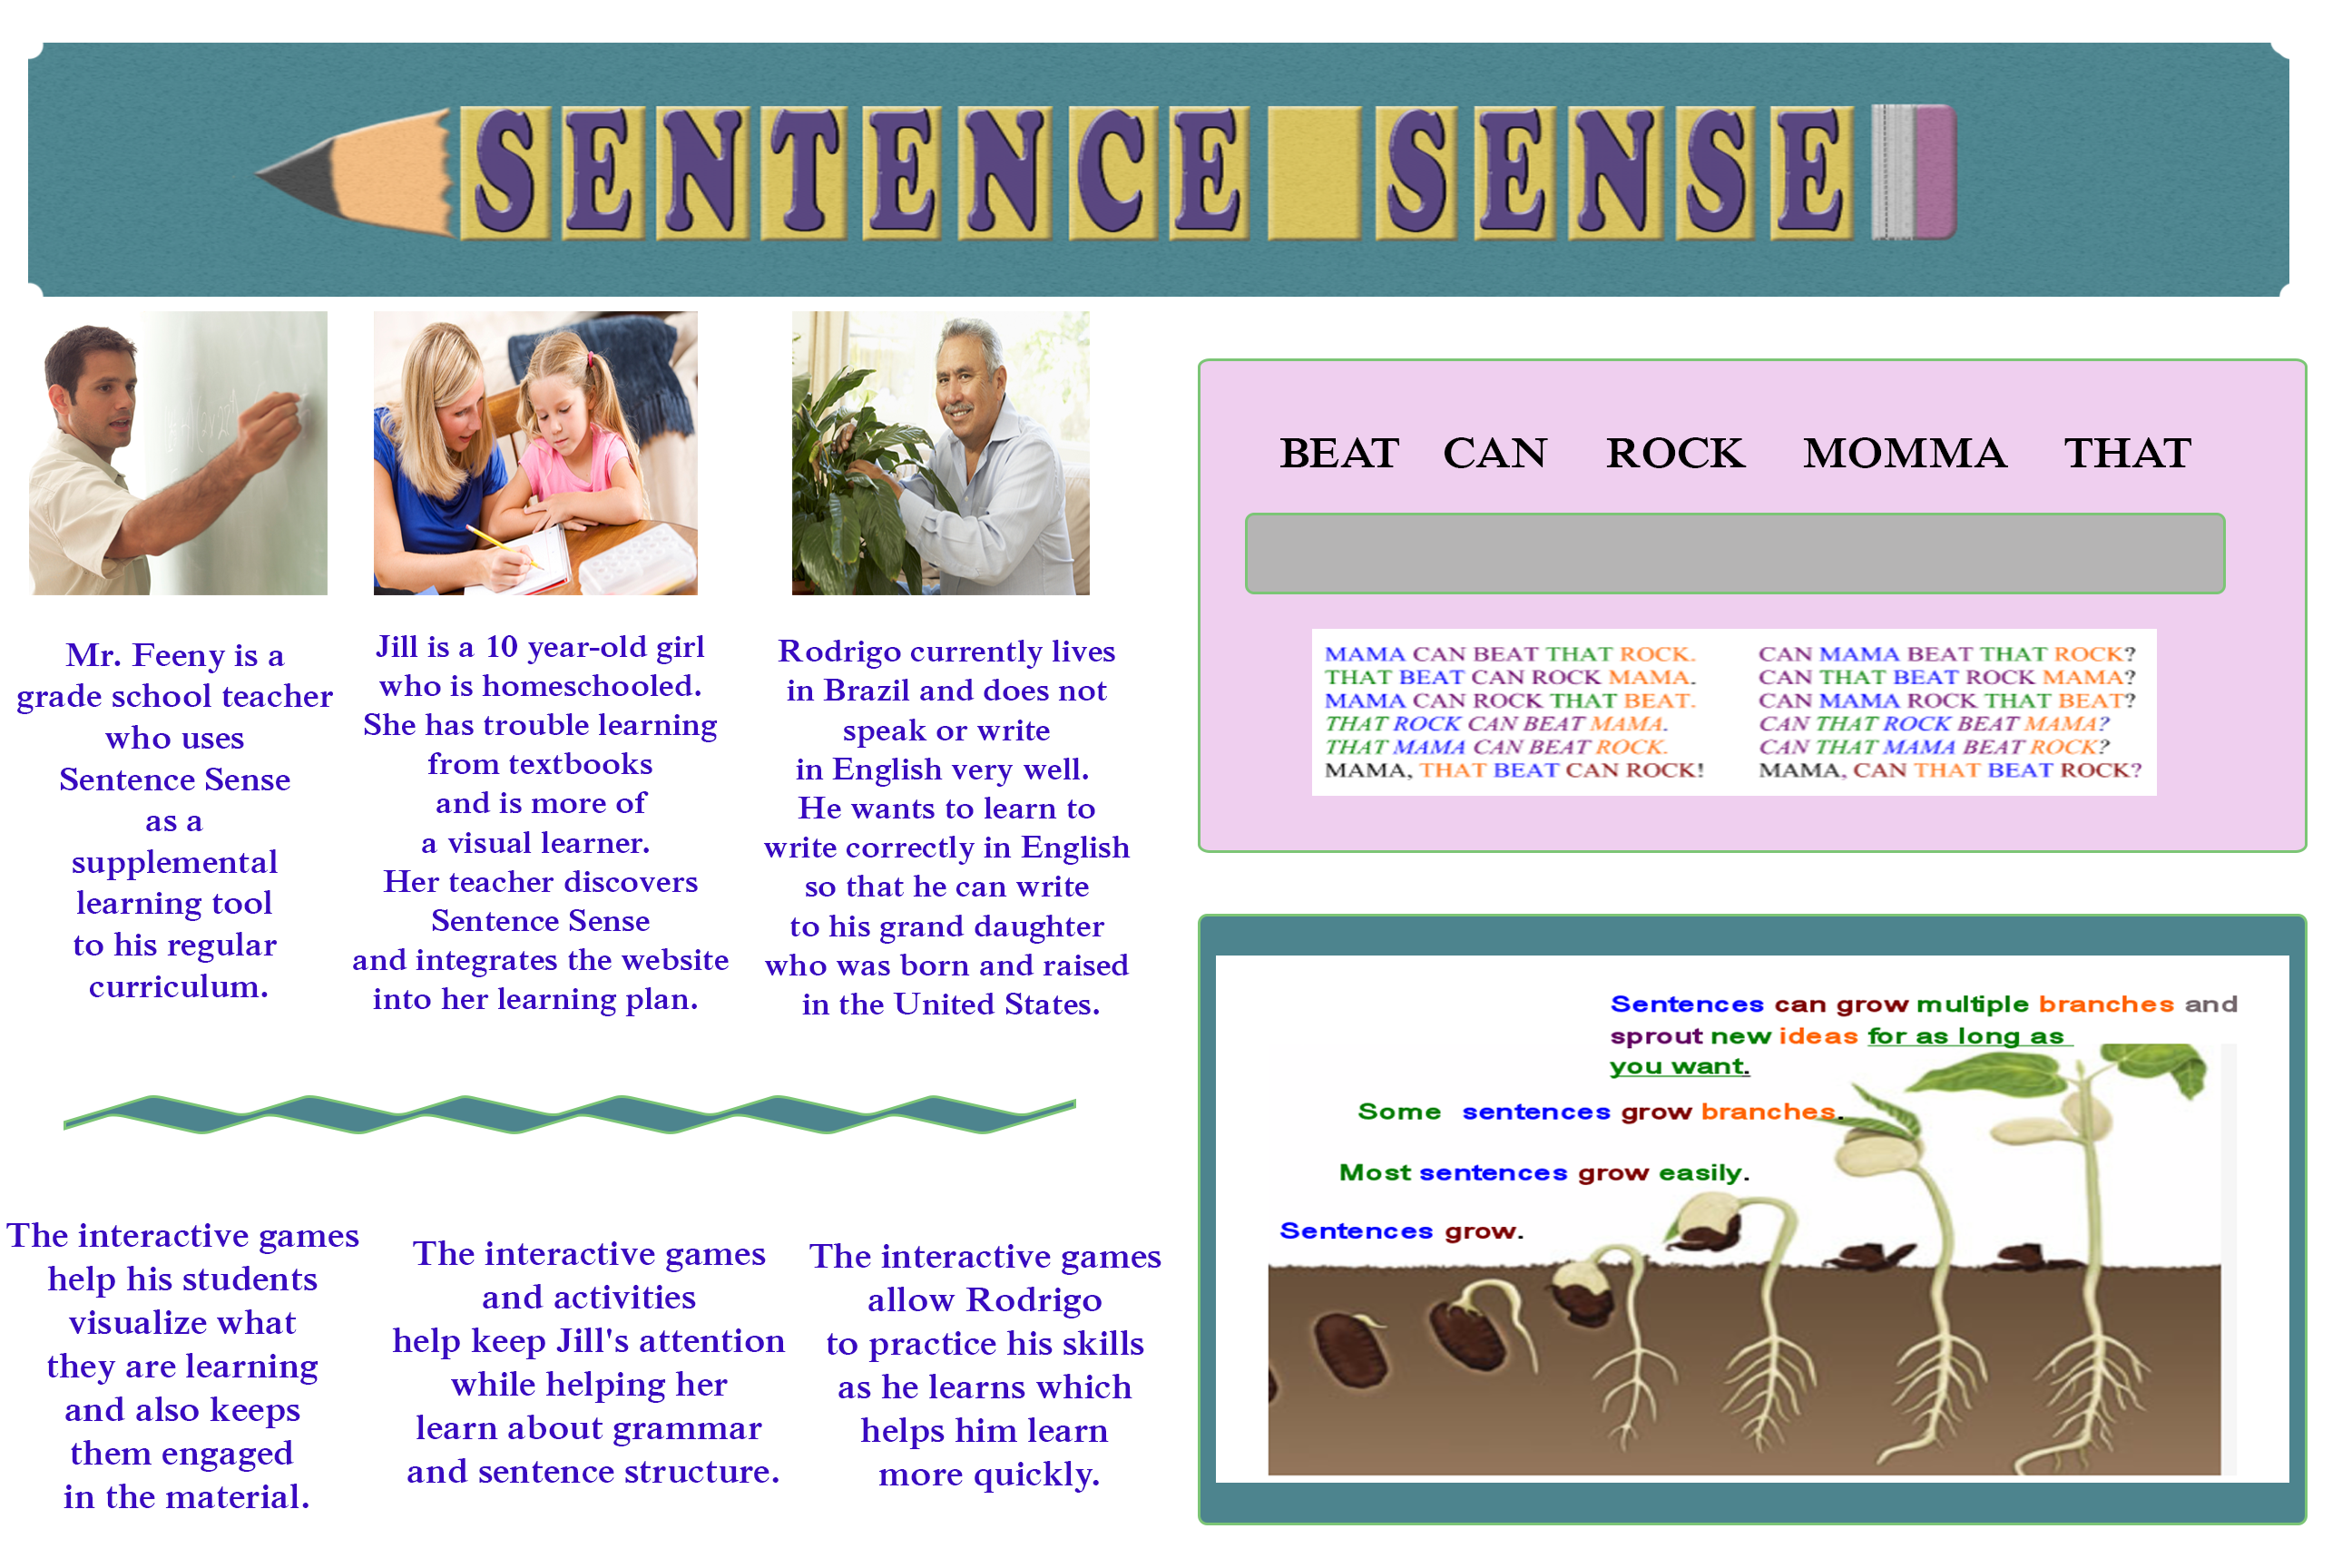 SENTENCE SENSE
Mr. Feeny is a
grade school teacher
who uses
Sentence Sense
as a
supplemental
learning tool
to his regular
curriculum.
Jill is a 10 year-old girl
who is homeschooled.
She has trouble learning
from textbooks
and is more of
a visual learner.
Her teacher discovers
Sentence Sense
and integrates the website
into her learning plan.
Rodrigo currently lives
in Brazil and does not
speak or write
in English very well.
He wants to learn to
write correctly in English
so that he can write
to his grand daughter
who was born and raised
in the United States.
The interactive games
help his students
visualize what
they are learning
and also keeps
them engaged
in the material.
The interactive games
and activities
help keep Jill's attention
while helping her
learn about grammar
and sentence structure.
The interactive games
allow Rodrigo
to practice his skills
as he learns which
helps him learn
more quickly.
BEAT CAN ROCK MOMMA THAT
MAMA CAN BEAT THAT ROCK.
THAT BEAT CAN ROCK MAMA.
MAMA CAN ROCK THAT BEAT.
THAT ROCK CAN BEAT MAMA.
THAT MAMA CAN BEAT ROCK.
MAMA, THAT BEAT CAN ROCK!
CAN MAMA BEAT THAT ROCK?
CAN THAT BEAT ROCK MAMA?
CAN MAMA ROCK THAT BEAT?
CAN THAT ROCK BEAT MAMA?
CAN THAT MAMA BEAT ROCK?
MAMA, CAN THAT BEAT ROCK?
Sentences can grow multiple branches and
sprout new ideas for as long as
you want.
Some sentences grow branches.
Most sentences grow easily.
Sentences grow.